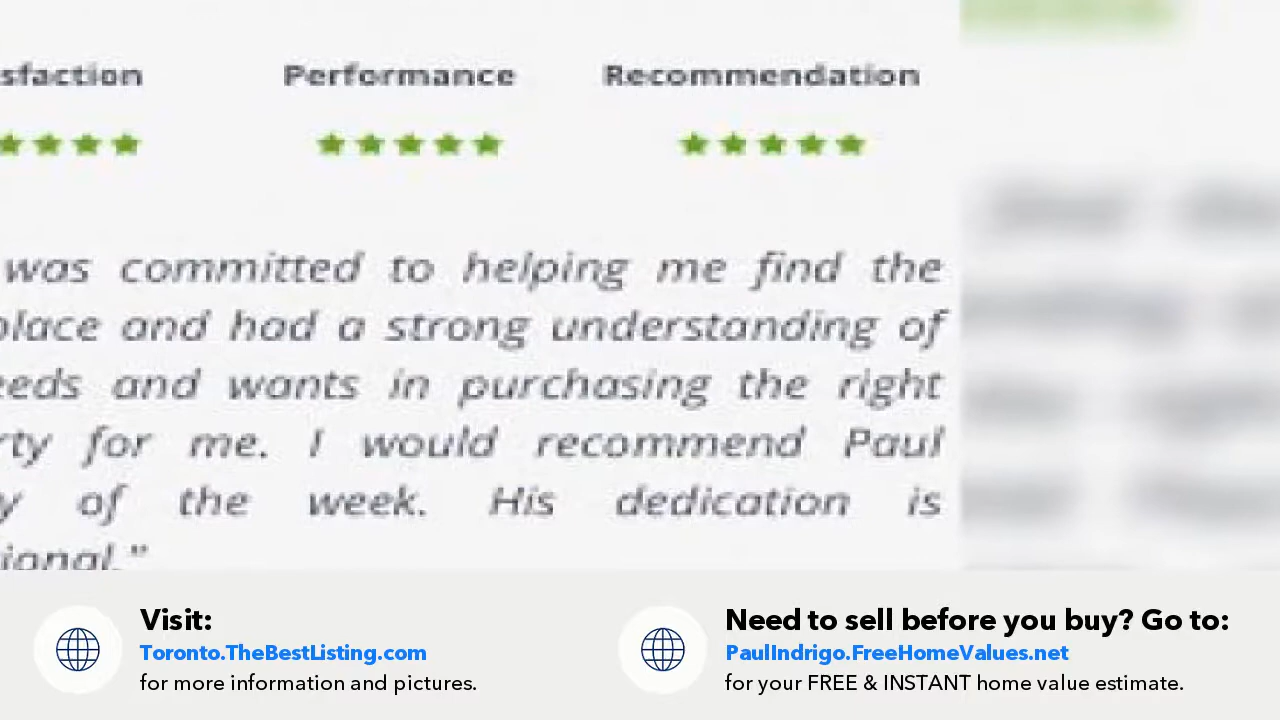 sfaction Performance Recommendation
was committed to helping me find the
place and had a strong understanding of
eeds and wants in purchasing the right
rty for me. I would recommend Paul
y of the week. His dedication is
ional."
Visit:
Toronto.TheBestListing.com
for more information and pictures.
Need to sell before you buy? Go to:
PaulIndrigo.FreeHomeValues.net
for your FREE & INSTANT home value estimate.